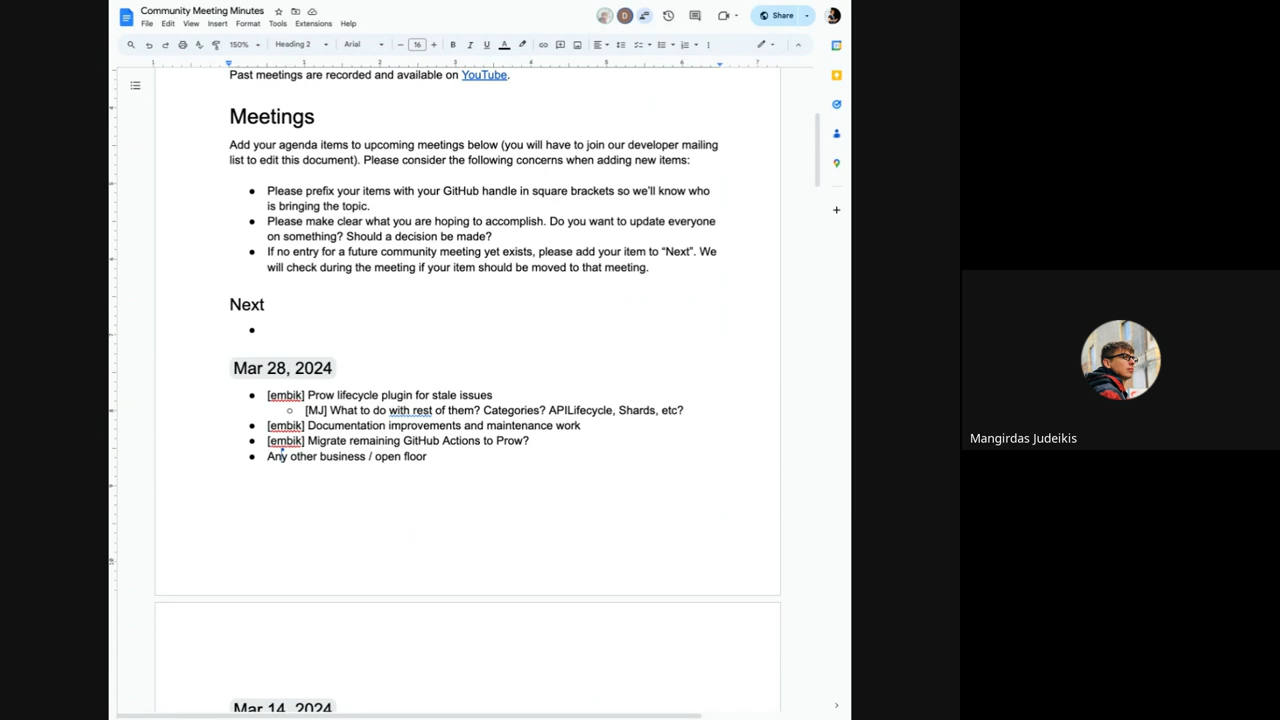 Community Meeting Minutes
File Edit View Insert Format Tools Extensions Help
D
Share
150% Heading 2 Arial 16
B I U A
1 1 2 3 4 5 6 7
Past meetings are recorded and available on YouTube.
Meetings
Add your agenda items to upcoming meetings below (you will have to join our developer mailing
list to edit this document). Please consider the following concerns when adding new items:
● Please prefix your items with your GitHub handle in square brackets so we'll know who
is bringing the topic.
● Please make clear what you are hoping to accomplish. Do you want to update everyone
on something? Should a decision be made?
● If no entry for a future community meeting yet exists, please add your item to “Next”. We
will check during the meeting if your item should be moved to that meeting.
Next
●
Mar 28, 2024
● [embik] Prow lifecycle plugin for stale issues
○ [MJ] What to do with rest of them? Categories? APILifecycle, Shards, etc?
● [embik] Documentation improvements and maintenance work
● [embik] Migrate remaining GitHub Actions to Prow?
● Any other business / open floor
Mar 14, 2024
Mangirdas Judeikis